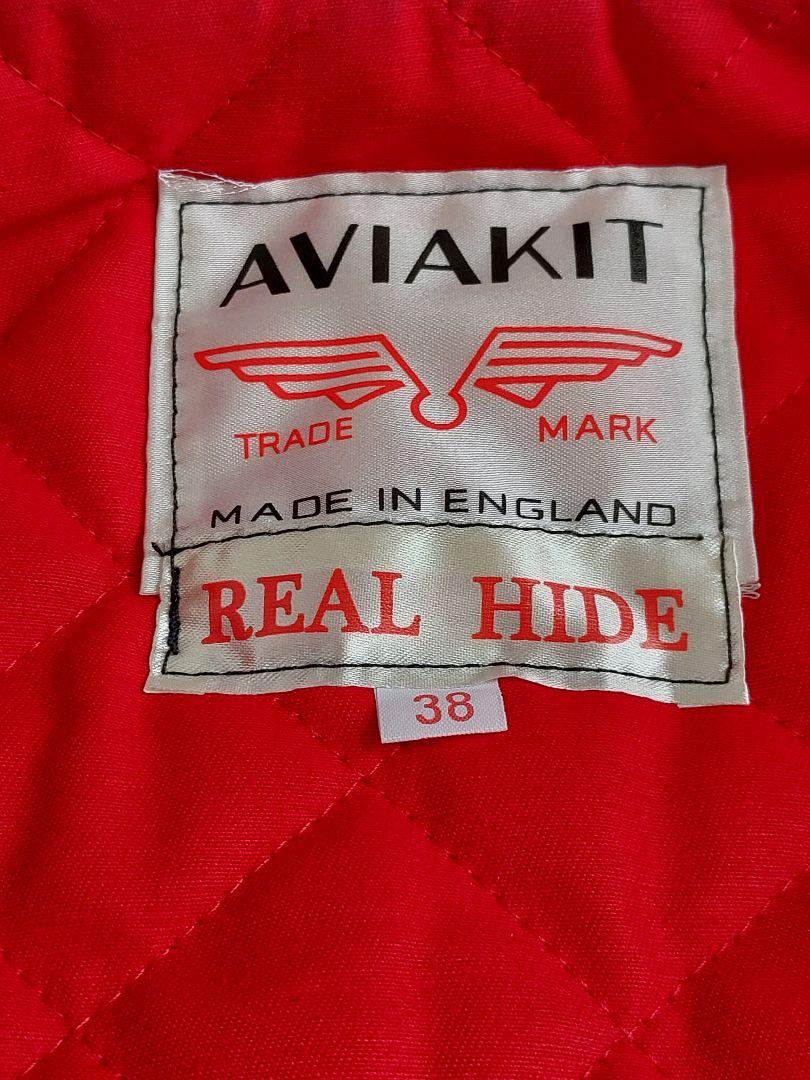 AVIAKIT
TRADE MARK
MADE IN ENGLAND
REAL HIDE
38